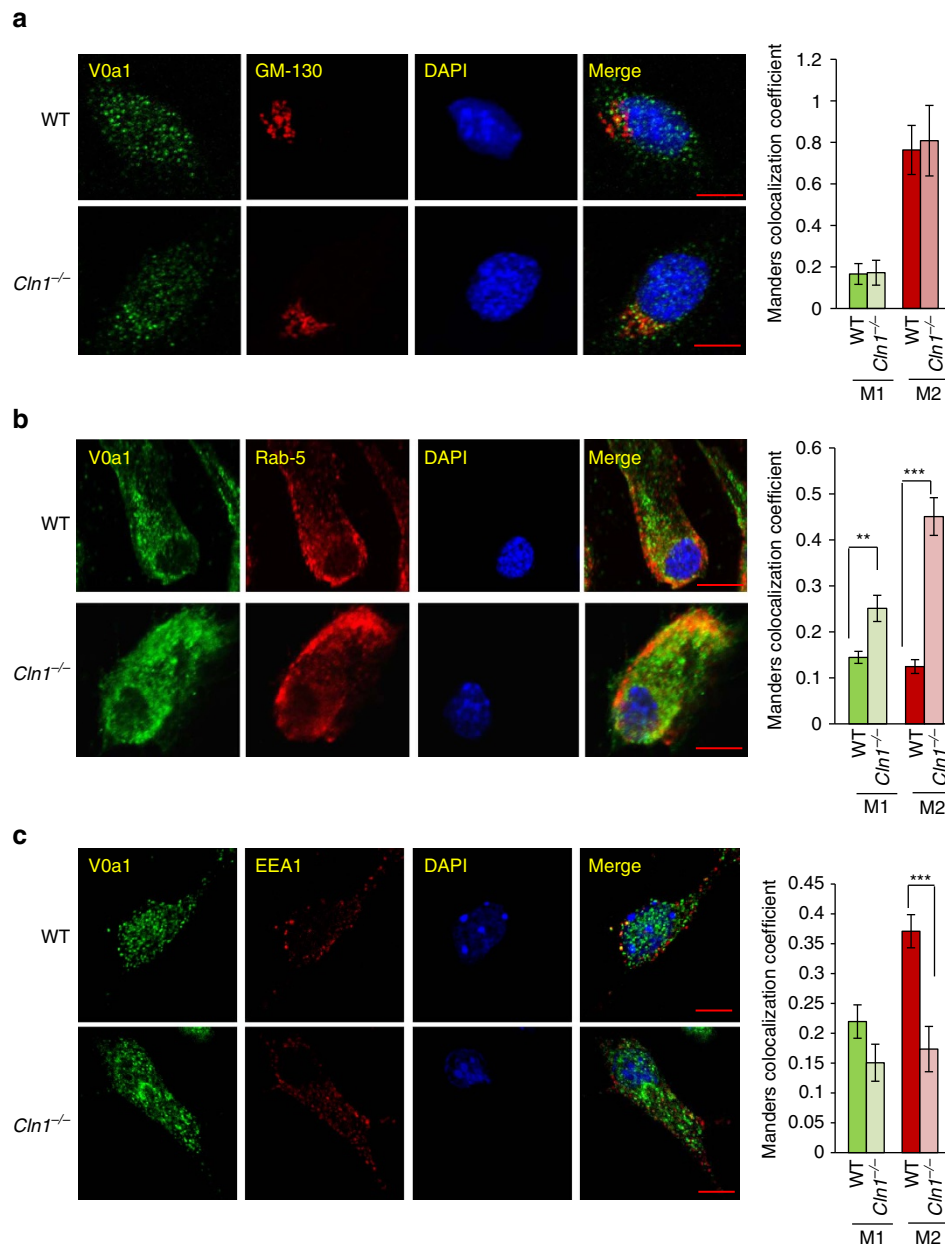 a
V0a1 GM-130 DAPI Merge
WT
Cln1−/−
Manders colocalization coefficient
1.2
1
0.8
0.6
0.4
0.2
0
WT Cln1−/− WT Cln1−/−
M1 M2
b
V0a1 Rab-5 DAPI Merge
WT
Cln1−/−
Manders colocalization coefficient
0.6
0.5
0.4
0.3
0.2
0.1
0
** ***
WT Cln1−/− WT Cln1−/−
M1 M2
c
V0a1 EEA1 DAPI Merge
WT
Cln1−/−
Manders colocalization coefficient
0.45
0.4
0.35
0.3
0.25
0.2
0.15
0.1
0.05
0
***
WT Cln1−/− WT Cln1−/−
M1 M2